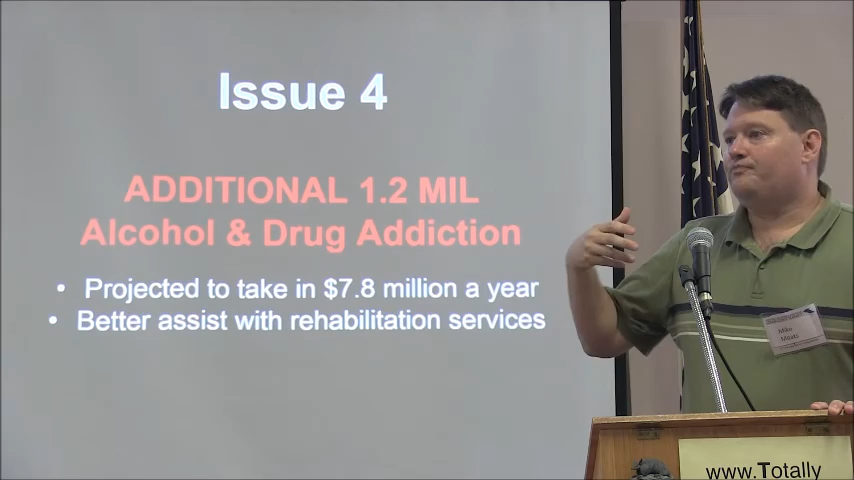 Issue 4
ADDITIONAL 1.2 MIL
Alcohol & Drug Addiction
• Projected to take in $7.8 million a year
• Better assist with rehabilitation services
Mike
Meats
www.Totally